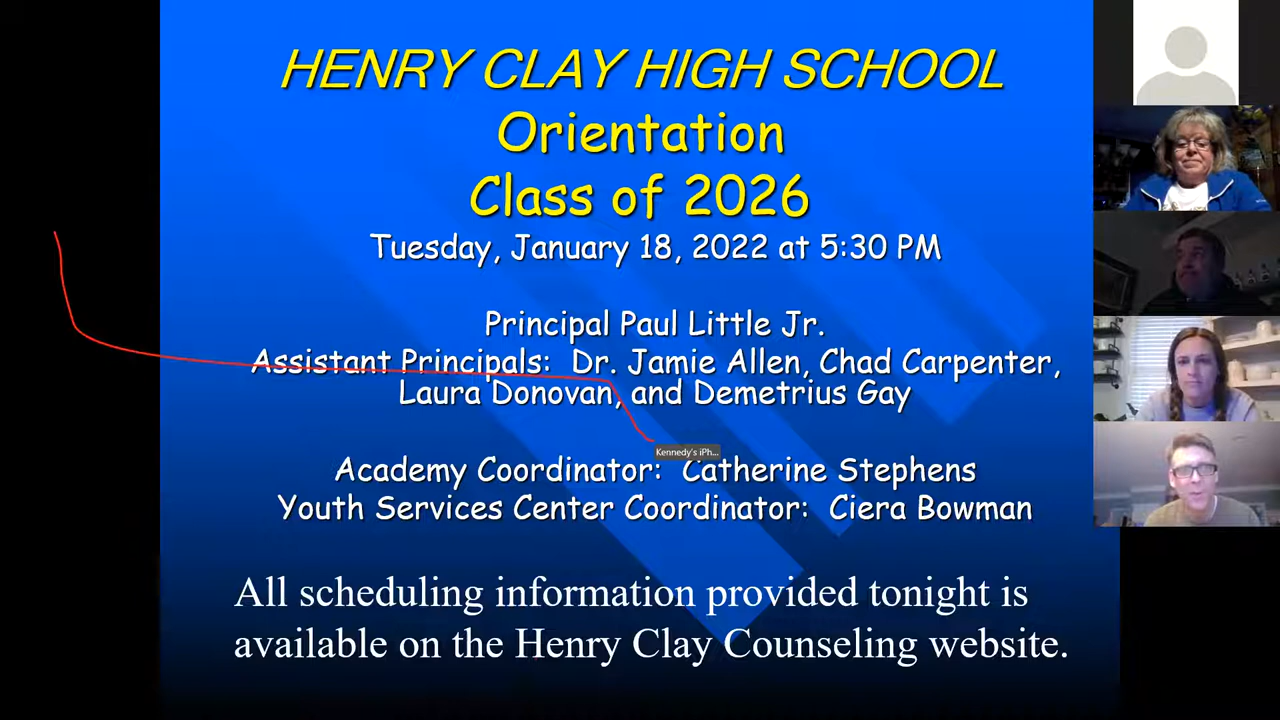 HENRY CLAY HIGH SCHOOL
Orientation
Class of 2026
Tuesday, January 18, 2022 at 5:30 PM
Principal Paul Little Jr.
Assistant Principals: Dr. Jamie Allen, Chad Carpenter,
Laura Donovan, and Demetrius Gay
Kennedy's iPh...
Academy Coordinator: Catherine Stephens
Youth Services Center Coordinator: Ciera Bowman
All scheduling information provided tonight is
available on the Henry Clay Counseling website.